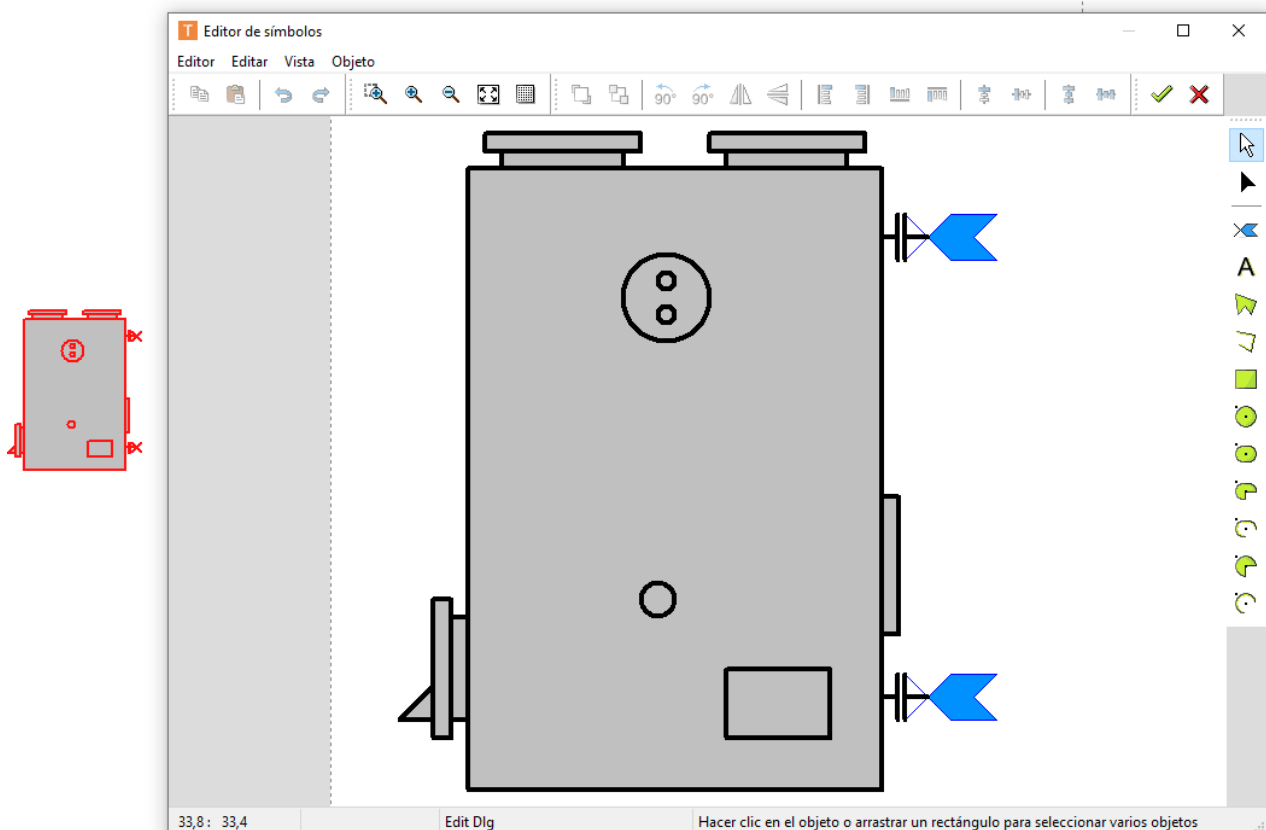 T Editor de símbolos
Editor Editar Vista Objeto
90° 90°
A
33,8 : 33,4 Edit Dlg Hacer clic en el objeto o arrastrar un rectángulo para seleccionar varios objetos